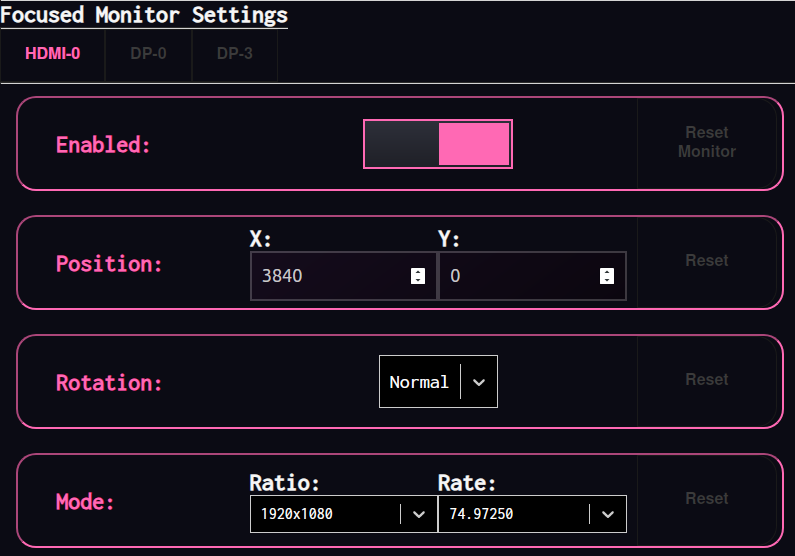 Focused Monitor Settings
HDMI-0 DP-0 DP-3
Enabled:
Reset
Monitor
Position:
X: Y:
3840 0
Reset
Rotation:
Normal
Reset
Mode:
Ratio: Rate:
1920x1080 74.97250
Reset